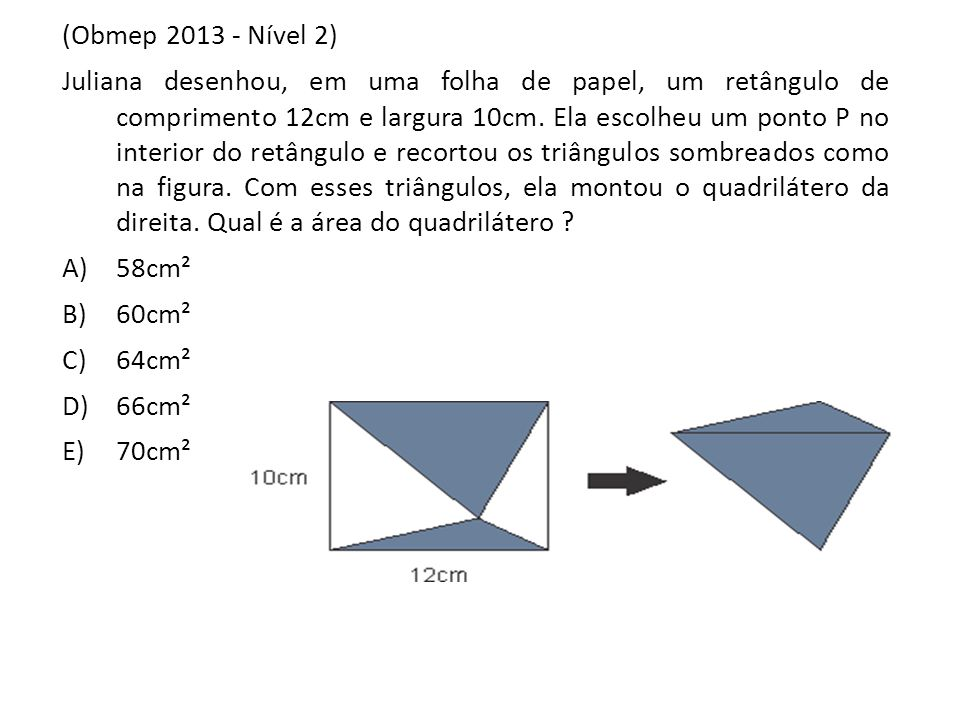 (Obmep 2013 - Nível 2)
Juliana desenhou, em uma folha de papel, um retângulo de
comprimento 12cm e largura 10cm. Ela escolheu um ponto P no
interior do retângulo e recortou os triângulos sombreados como
na figura. Com esses triângulos, ela montou o quadrilátero da
direita. Qual é a área do quadrilátero ?
A) 58cm²
B) 60cm²
C) 64cm²
D) 66cm²
E) 70cm²
10cm
12cm